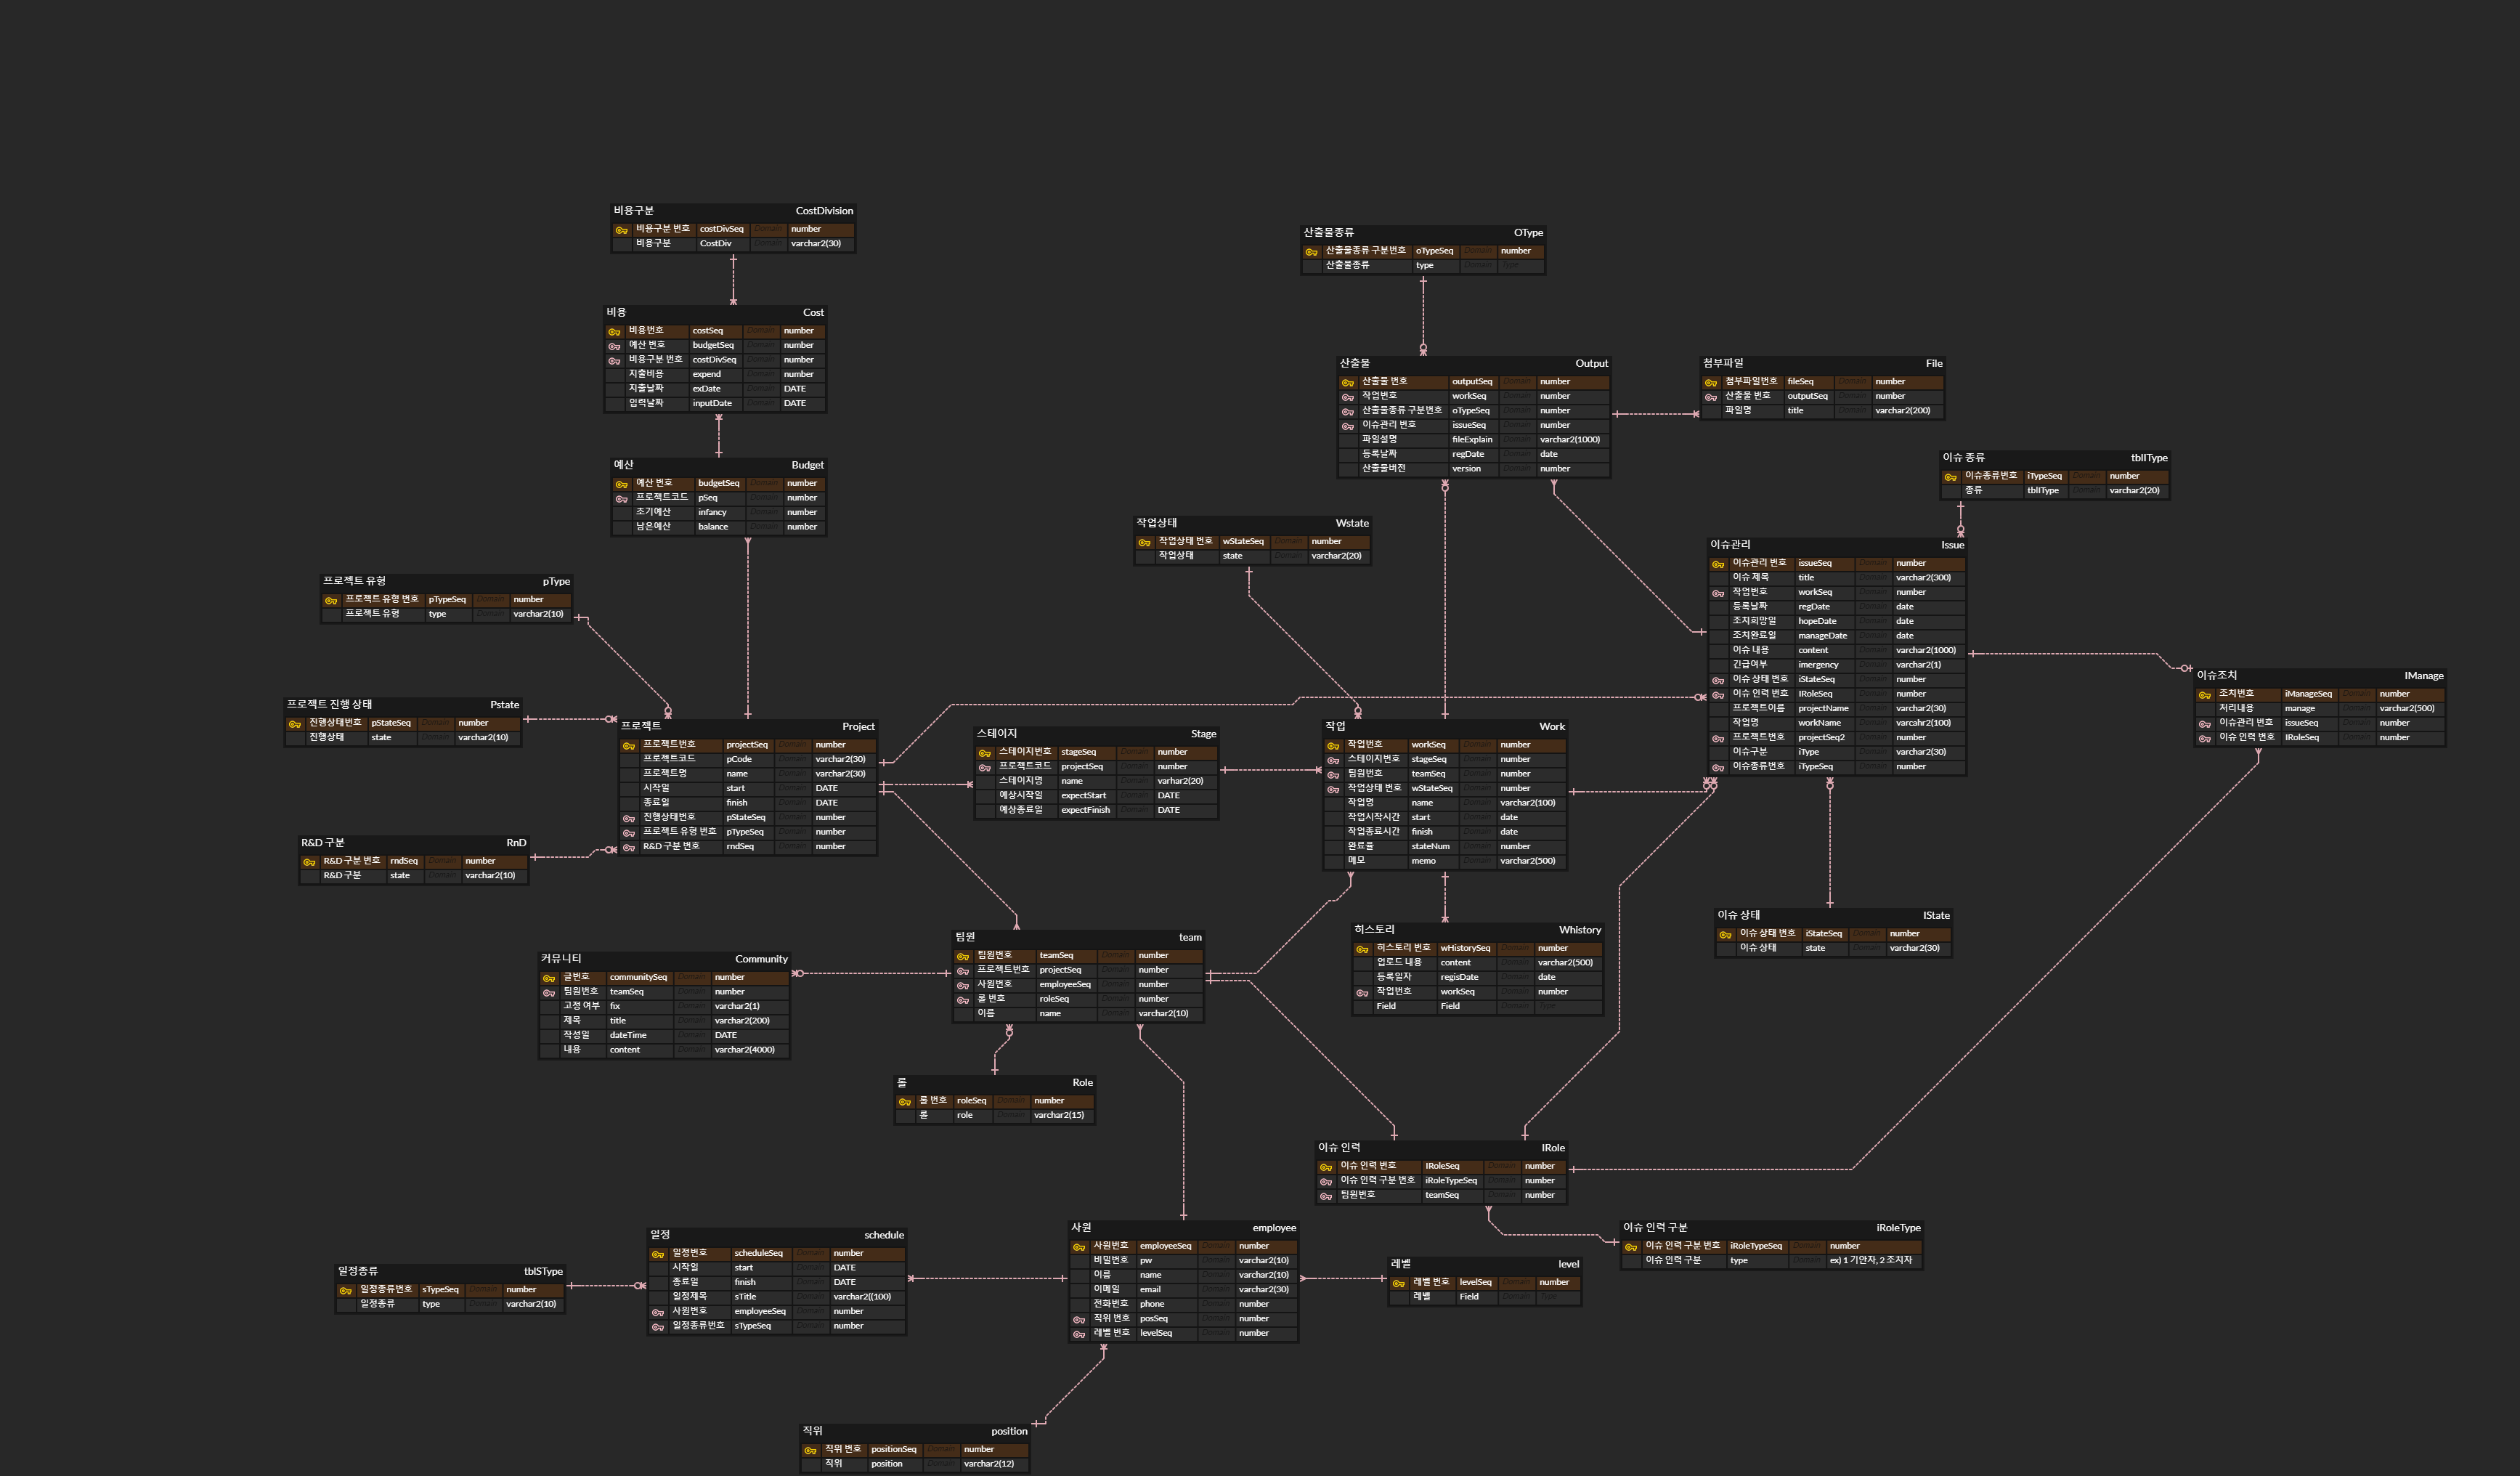 비용구분 CostDivision
비용구분 번호 costDivSeq Domain number
비용구분 CostDiv Domain varchar2(30)
산출물종류 OType
산출물종류 구분번호 oTypeSeq Domain number
산출물종류 type Domain Type
비용 Cost
비용번호 costSeq Domain number
예산 번호 budgetSeq Domain number
비용구분 번호 costDivSeq Domain number
지출비용 expend Domain number
지출날짜 exDate Domain DATE
입력날짜 inputDate Domain DATE
산출물 Output
산출물 번호 outputSeq Domain number
작업번호 workSeq Domain number
산출물종류 구분번호 oTypeSeq Domain number
이슈관리 번호 issueSeq Domain number
파일설명 fileExplain Domain varchar2(1000)
등록날짜 regDate Domain date
산출물버전 version Domain number
첨부파일 File
첨부파일번호 fileSeq Domain number
산출물 번호 outputSeq Domain number
파일명 title Domain varchar2(200)
예산 Budget
예산 번호 budgetSeq Domain number
프로젝트코드 pSeq Domain number
초기예산 infancy Domain number
남은예산 balance Domain number
이슈 종류 tblIType
이슈종류번호 iTypeSeq Domain number
종류 tblIType Domain varchar2(20)
작업상태 Wstate
작업상태 번호 wStateSeq Domain number
작업상태 state Domain varchar2(20)
이슈관리 Issue
이슈관리 번호 issueSeq Domain number
이슈 제목 title Domain varchar2(300)
작업번호 workSeq Domain number
등록날짜 regDate Domain date
조치희망일 hopeDate Domain date
조치완료일 manageDate Domain date
이슈 내용 content Domain varchar2(1000)
긴급여부 imergency Domain varchar2(1)
이슈 상태 번호 iStateSeq Domain number
이슈 인력 번호 IRoleSeq Domain number
프로젝트이름 projectName Domain varchar2(30)
작업명 workName Domain varcahr2(100)
프로젝트번호 projectSeq2 Domain number
이슈구분 iType Domain varchar2(30)
이슈종류번호 iTypeSeq Domain number
프로젝트 유형 pType
프로젝트 유형 번호 pTypeSeq Domain number
프로젝트 유형 type Domain varchar2(10)
이슈조치 IManage
조치번호 iManageSeq Domain number
처리내용 manage Domain varchar2(500)
이슈관리 번호 issueSeq Domain number
이슈 인력 번호 IRoleSeq Domain number
프로젝트 진행 상태 Pstate
진행상태번호 pStateSeq Domain number
진행상태 state Domain varchar2(10)
프로젝트 Project
프로젝트번호 projectSeq Domain number
프로젝트코드 pCode Domain varchar2(30)
프로젝트명 name Domain varchar2(30)
시작일 start Domain DATE
종료일 finish Domain DATE
진행상태번호 pStateSeq Domain number
프로젝트 유형 번호 pTypeSeq Domain number
R&D 구분 번호 rndSeq Domain number
스테이지 Stage
스테이지번호 stageSeq Domain number
프로젝트코드 projectSeq Domain number
스테이지명 name Domain varhar2(20)
예상시작일 expectStart Domain DATE
예상종료일 expectFinish Domain DATE
작업 Work
작업번호 workSeq Domain number
스테이지번호 stageSeq Domain number
팀원번호 teamSeq Domain number
작업상태 번호 wStateSeq Domain number
작업명 name Domain varchar2(100)
작업시작시간 start Domain date
작업종료시간 finish Domain date
완료율 stateNum Domain number
메모 memo Domain varchar2(500)
R&D 구분 RnD
R&D 구분 번호 rndSeq Domain number
R&D 구분 state Domain varchar2(10)
이슈 상태 IState
이슈 상태 번호 iStateSeq Domain number
이슈 상태 state Domain varchar2(30)
히스토리 Whistory
히스토리 번호 wHistorySeq Domain number
업로드 내용 content Domain varchar2(500)
등록일자 regisDate Domain date
작업번호 workSeq Domain number
Field Field Domain Type
팀원 team
팀원번호 teamSeq Domain number
프로젝트번호 projectSeq Domain number
사원번호 employeeSeq Domain number
롤 번호 roleSeq Domain number
이름 name Domain varchar2(10)
커뮤니티 Community
글번호 communitySeq Domain number
팀원번호 teamSeq Domain number
고정 여부 fix Domain varchar2(1)
제목 title Domain varchar2(200)
작성일 dateTime Domain DATE
내용 content Domain varchar2(4000)
롤 Role
롤 번호 roleSeq Domain number
롤 role Domain varchar2(15)
이슈 인력 IRole
이슈 인력 번호 IRoleSeq Domain number
이슈 인력 구분 번호 iRoleTypeSeq Domain number
팀원번호 teamSeq Domain number
이슈 인력 구분 iRoleType
이슈 인력 구분 번호 iRoleTypeSeq Domain number
이슈 인력 구분 type Domain ex) 1 기안자, 2 조치자
사원 employee
사원번호 employeeSeq Domain number
비밀번호 pw Domain varchar2(10)
이름 name Domain varchar2(10)
이메일 email Domain varchar2(30)
전화번호 phone Domain number
직위 번호 posSeq Domain number
레벨 번호 levelSeq Domain number
일정 schedule
일정번호 scheduleSeq Domain number
시작일 start Domain DATE
종료일 finish Domain DATE
일정제목 sTitle Domain varchar2((100)
사원번호 employeeSeq Domain number
일정종류번호 sTypeSeq Domain number
레벨 level
레벨 번호 levelSeq Domain number
레벨 Field Domain Type
일정종류 tblSType
일정종류번호 sTypeSeq Domain number
일정종류 type Domain varchar2(10)
직위 position
직위 번호 positionSeq Domain number
직위 position Domain varchar2(12)